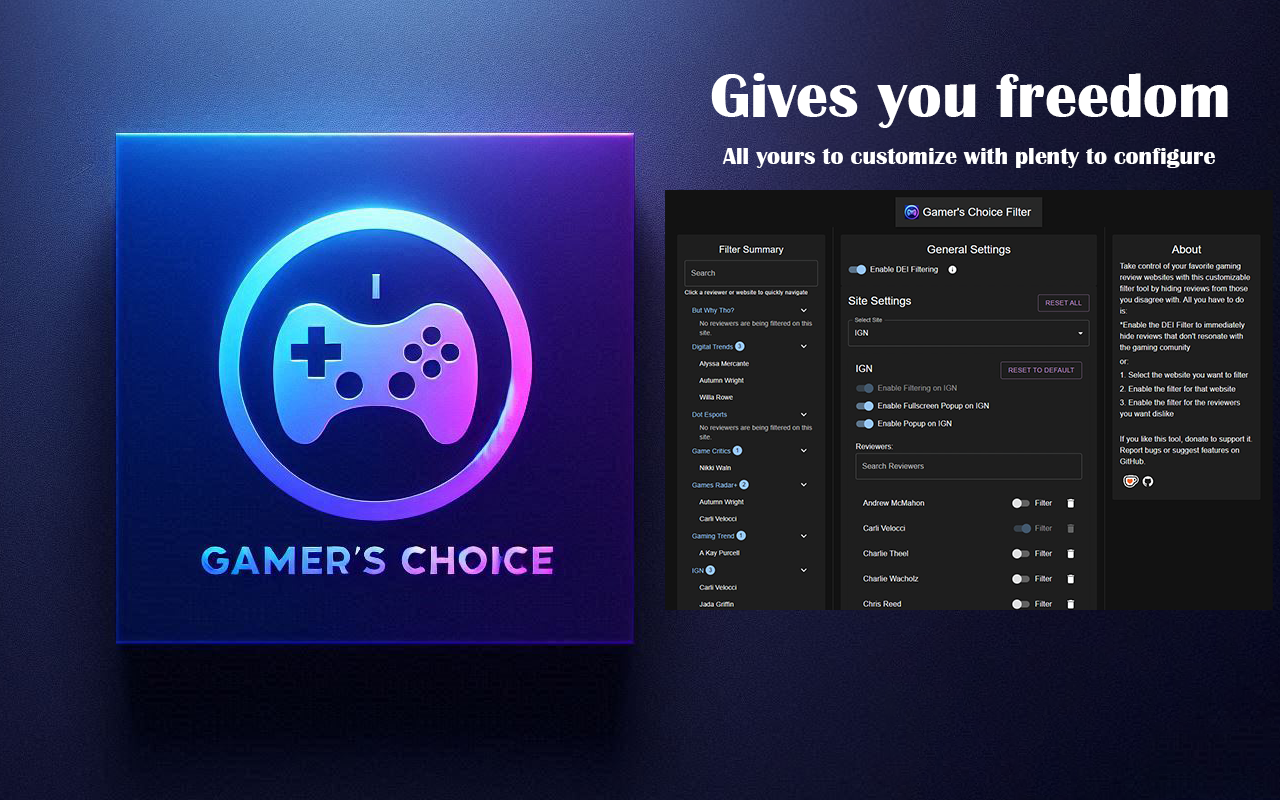 Gives you freedom
All yours to customize with plenty to configure
GAMER'S CHOICE
Gamer's Choice Filter
Filter Summary
Search
Click a reviewer or website to quickly navigate
But Why Tho?
No reviewers are being filtered on this
site.
Digital Trends 3
Alyssa Mercante
Autumn Wright
Willa Rowe
Dot Esports
No reviewers are being filtered on this
site.
Game Critics 1
Nikki Waln
Games Radar+ 2
Autumn Wright
Carli Velocci
Gaming Trend 1
A Kay Purcell
IGN 3
Carli Velocci
Jada Griffin
General Settings
Enable DEI Filtering
Site Settings
RESET ALL
Select Site
IGN
IGN
RESET TO DEFAULT
Enable Filtering on IGN
Enable Fullscreen Popup on IGN
Enable Popup on IGN
Reviewers:
Search Reviewers
Andrew McMahon Filter
Carli Velocci Filter
Charlie Theel Filter
Charlie Wacholz Filter
Chris Reed Filter
About
Take control of your favorite gaming
review websites with this customizable
filter tool by hiding reviews from those
you disagree with. All you have to do
is:
*Enable the DEI Filter to immediately
hide reviews that don't resonate with
the gaming comunity
or:
1. Select the website you want to filter
2. Enable the filter for that website
3. Enable the filter for the reviewers
you want dislike
If you like this tool, donate to support it.
Report bugs or suggest features on
GitHub.